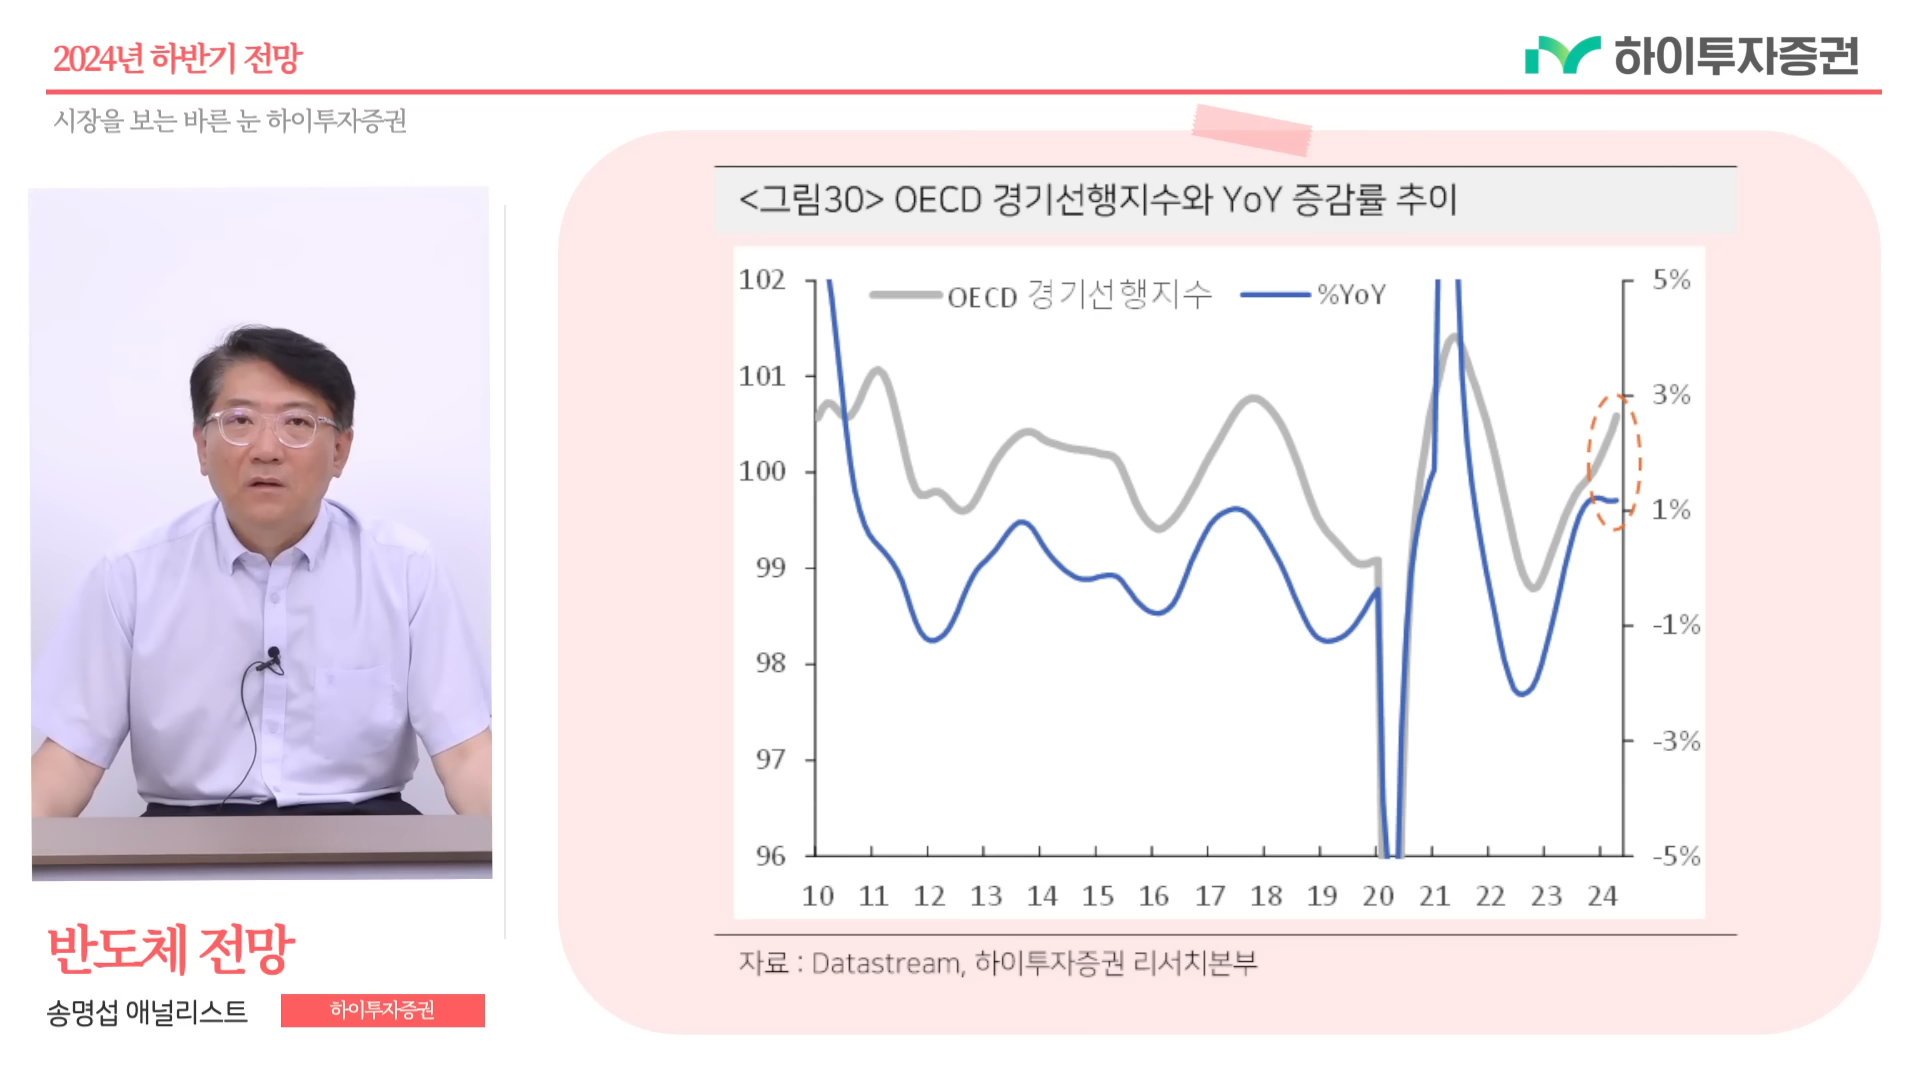 2024년 하반기 전망
하이투자증권
시장을 보는 바른 눈 하이투자증권
<그림30> OECD 경기선행지수와 YoY 증감률 추이
OECD 경기선행지수 %YoY
102
101
100
99
98
97
96
5%
3%
1%
-1%
-3%
-5%
10 11 12 13 14 15 16 17 18 19 20 21 22 23 24
자료 : Datastream, 하이투자증권 리서치본부
반도체 전망
송명섭 애널리스트
하이투자증권